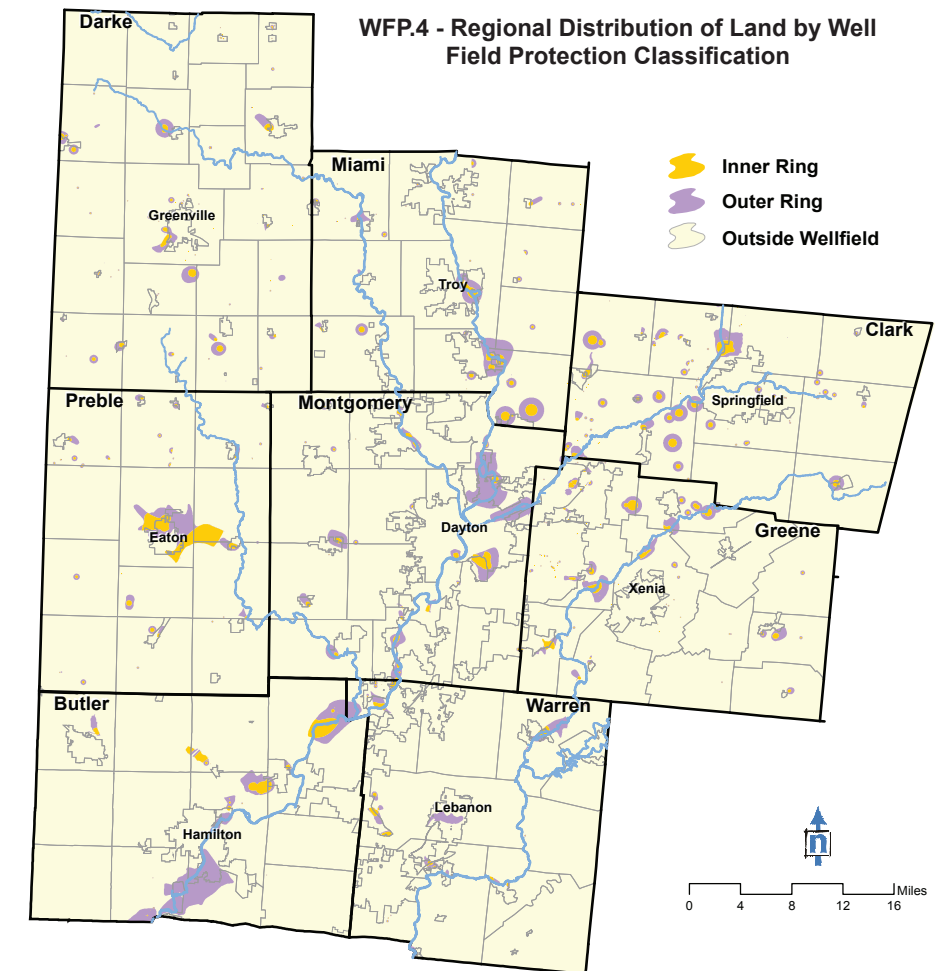 WFP.4 - Regional Distribution of Land by Well
Field Protection Classification
Darke
Miami
Inner Ring
Outer Ring
Outside Wellfield
Greenville
Troy
Clark
Preble
Montgomery
Springfield
Dayton
Eaton
Greene
Xenia
Butler
Warren
Lebanon
Hamilton
n
Miles
0 4 8 12 16